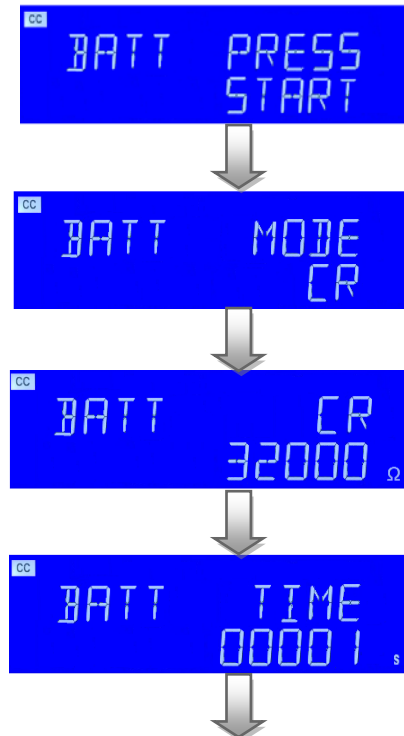 CC
BATT PRESS
START
CC
BATT MODE
CR
CC
BATT CR
32000 Ω
CC
BATT TIME
00001 s